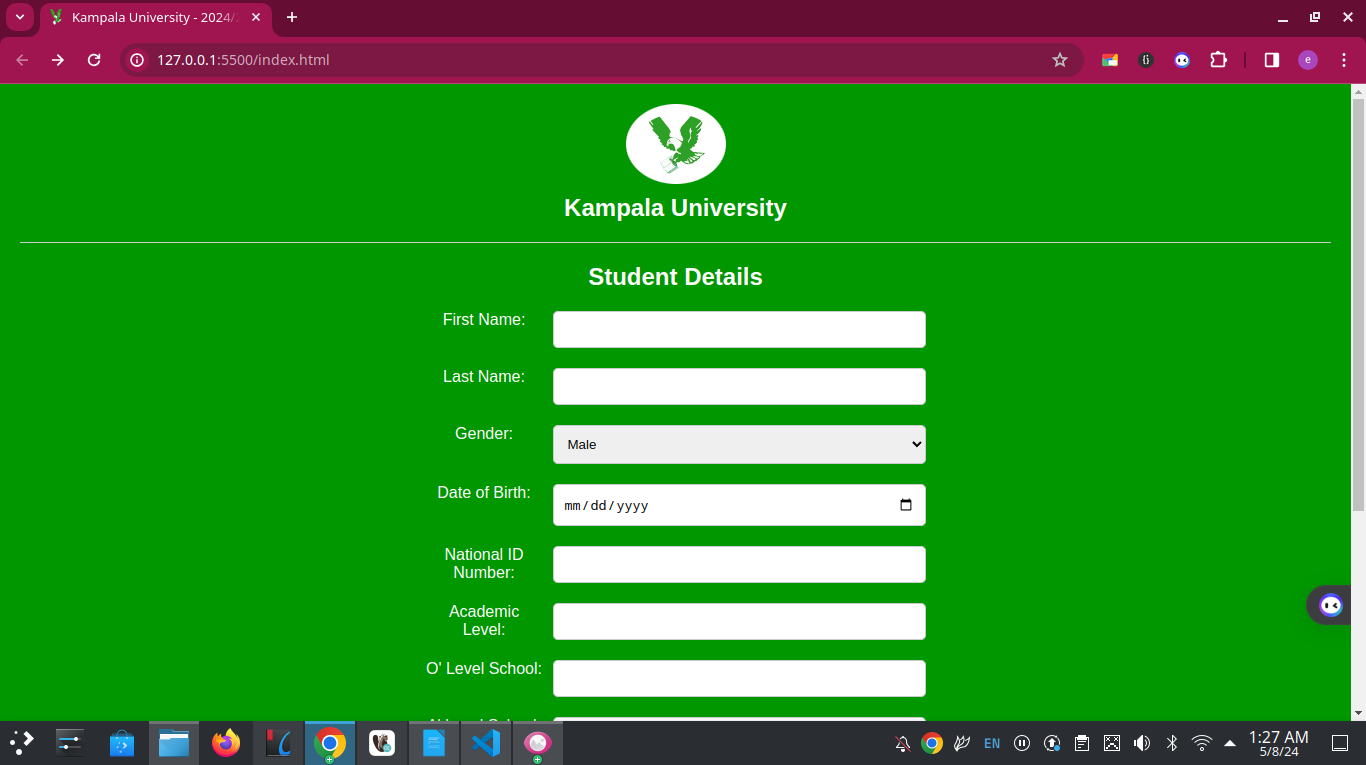 Kampala University - 2024/
127.0.0.1:5500/index.html
{}
e
Kampala University
Student Details
First Name:
Last Name:
Gender:
Male
Date of Birth:
mm/dd/yyyy
National ID
Number:
Academic
Level:
O' Level School:
EN
1:27 AM
5/8/24